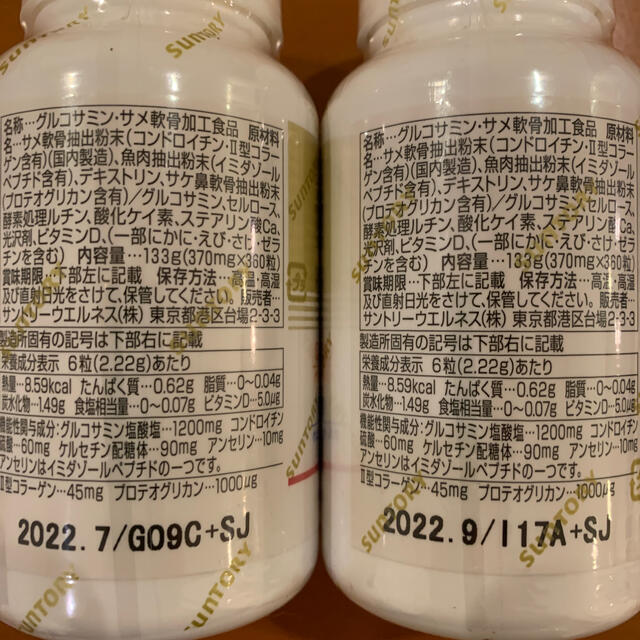 SUNTORY
名称…グルコサミン・サメ軟骨加工食品 原材料
名…サメ軟骨抽出粉末(コンドロイチン・Ⅱ型コラー
ゲン含有)(国内製造)、魚肉抽出粉末(イミダゾール
ペプチド含有)、デキストリン、サケ鼻軟骨抽出粉末
(プロテオグリカン含有)/グルコサミン、セルロース、
酵素処理ルチン、酸化ケイ素、ステアリン酸Ca、
光沢剤、ビタミンD、(一部にかに・えび・さけ・ゼラ
チンを含む) 内容量…133g(370mg×360粒)
賞味期限…下部左に記載 保存方法…高温・高湿
及び直射日光をさけて、保管してください。 販売者…
サントリーウエルネス(株) 東京都港区台場2-3-3
製造所固有の記号は下部右に記載
栄養成分表示 6粒(2.22g)あたり
熱量…8.59kcal たんぱく質…0.62g 脂質…0〜0.04g
炭水化物…1.49g 食塩相当量…0〜0.07g ビタミンD…5.0μg
機能性関与成分:グルコサミン塩酸塩…1200mg コンドロイチン
硫酸…60mg ケルセチン配糖体…90mg アンセリン…10mg
アンセリンはイミダゾールペプチドの一つです。
Ⅱ型コラーゲン…45mg プロテオグリカン…1000μg
2022.7/G09C+SJ
SUNTORY
SUNTORY
SUNTORY
名称…グルコサミン・サメ軟骨加工食品 原材料
名…サメ軟骨抽出粉末(コンドロイチン・Ⅱ型コラー
ゲン含有)(国内製造)、魚肉抽出粉末(イミダゾール
ペプチド含有)、デキストリン、サケ鼻軟骨抽出粉末
(プロテオグリカン含有)/グルコサミン、セルロース、
酵素処理ルチン、酸化ケイ素、ステアリン酸Ca、
光沢剤、ビタミンD、(一部にかに・えび・さけ・ゼラ
チンを含む) 内容量…133g(370mg×360粒)
賞味期限…下部左に記載 保存方法…高温・高湿
及び直射日光をさけて、保管してください。 販売者…
サントリーウエルネス(株) 東京都港区台場2-3-3
製造所固有の記号は下部右に記載
栄養成分表示 6粒(2.22g)あたり
熱量…8.59kcal たんぱく質…0.62g 脂質…0〜0.04g
炭水化物…1.49g 食塩相当量…0〜0.07g ビタミンD…5.0μg
機能性関与成分:グルコサミン塩酸塩…1200mg コンドロイチン
硫酸…60mg ケルセチン配糖体…90mg アンセリン…10mg
アンセリンはイミダゾールペプチドの一つです。
Ⅱ型コラーゲン…45mg プロテオグリカン…1000μg
2022.9/I17A+SJ
SUNTORY
SUNTORY